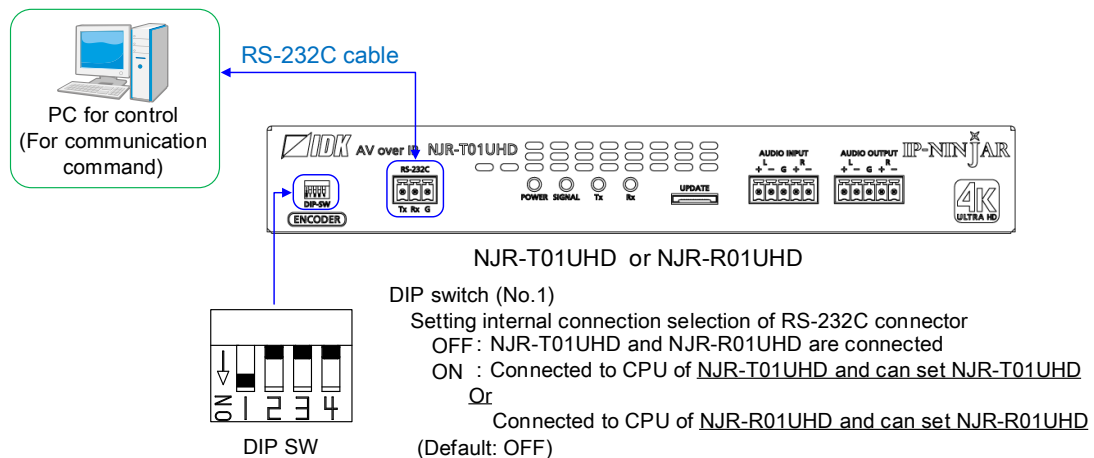 RS-232C cable
PC for control
(For communication
command)
IDK AV over IP NJR-T01UHD
RS-232C
Tx Rx G
DIP-SW
ENCODER
POWER SIGNAL Tx Rx
UPDATE
AUDIO INPUT
L R
+ - G + -
AUDIO OUTPUT
L R
+ - G + -
IP-NINJAR
4K
ULTRA HD
NJR-T01UHD or NJR-R01UHD
DIP switch (No.1)
Setting internal connection selection of RS-232C connector
OFF : NJR-T01UHD and NJR-R01UHD are connected
ON : Connected to CPU of NJR-T01UHD and can set NJR-T01UHD
Or
Connected to CPU of NJR-R01UHD and can set NJR-R01UHD
(Default: OFF)
ON 1 2 3 4
DIP SW